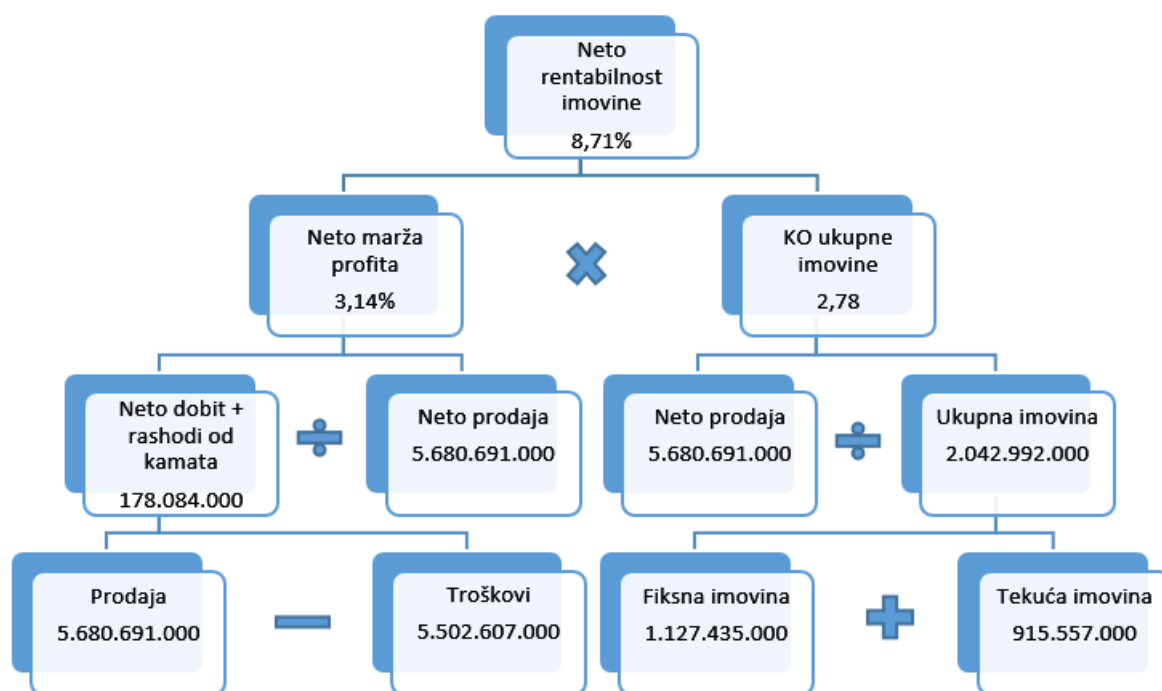 Neto
rentabilnost
imovine
8,71%
Neto marža
profita
3,14%
KO ukupne
imovine
2,78
Neto dobit +
rashodi od
kamata
178.084.000
Neto prodaja
5.680.691.000
Neto prodaja
5.680.691.000
Ukupna imovina
2.042.992.000
Prodaja
5.680.691.000
Troškovi
5.502.607.000
Fiksna imovina
1.127.435.000
Tekuća imovina
915.557.000